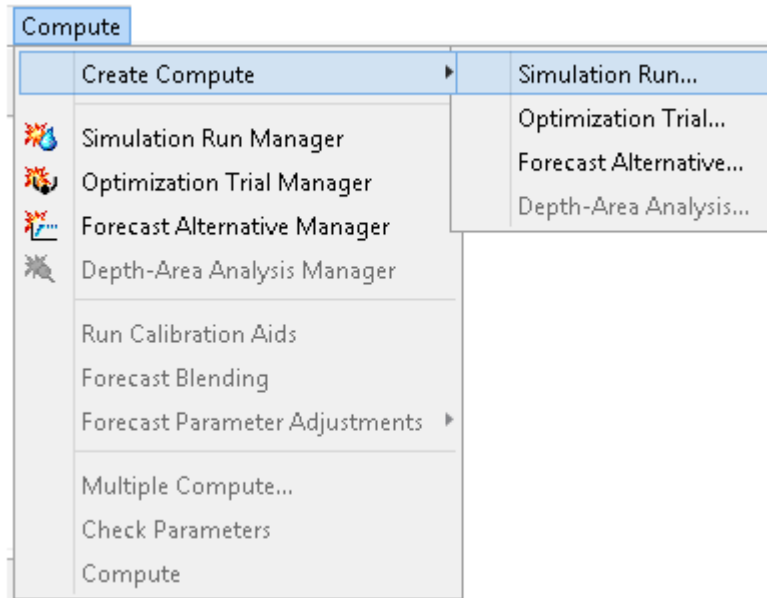 Compute
Create Compute
Simulation Run...
Optimization Trial...
Forecast Alternative...
Depth-Area Analysis...
Simulation Run Manager
Optimization Trial Manager
Forecast Alternative Manager
Depth-Area Analysis Manager
Run Calibration Aids
Forecast Blending
Forecast Parameter Adjustments
Multiple Compute...
Check Parameters
Compute